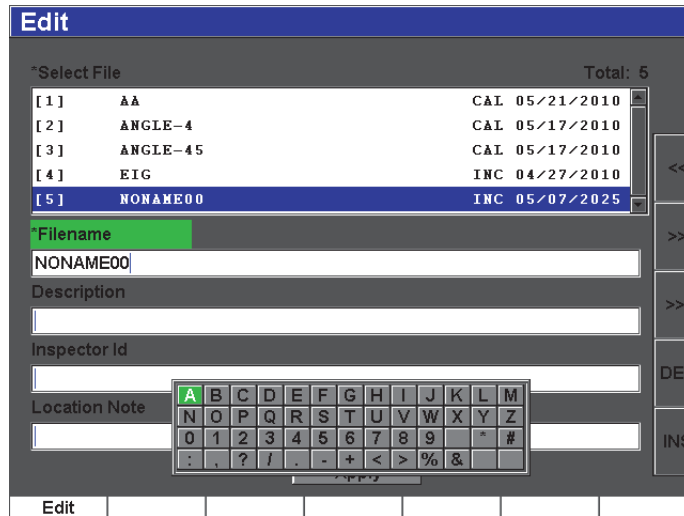 Edit
*Select File Total: 5
[1] AA CAL 05/21/2010
[2] ANGLE-4 CAL 05/17/2010
[3] ANGLE-45 CAL 05/17/2010
[4] EIG INC 04/27/2010
[5] NONAME00 INC 05/07/2025
<<
*Filename
>>
NONAME00
Description
>>
Inspector Id
DE
A B C D E F G H I J K L M
Location Note
N O P Q R S T U V W X Y Z
0 1 2 3 4 5 6 7 8 9 * #
INS
: , ? / . - + < > % &
Apply
Edit